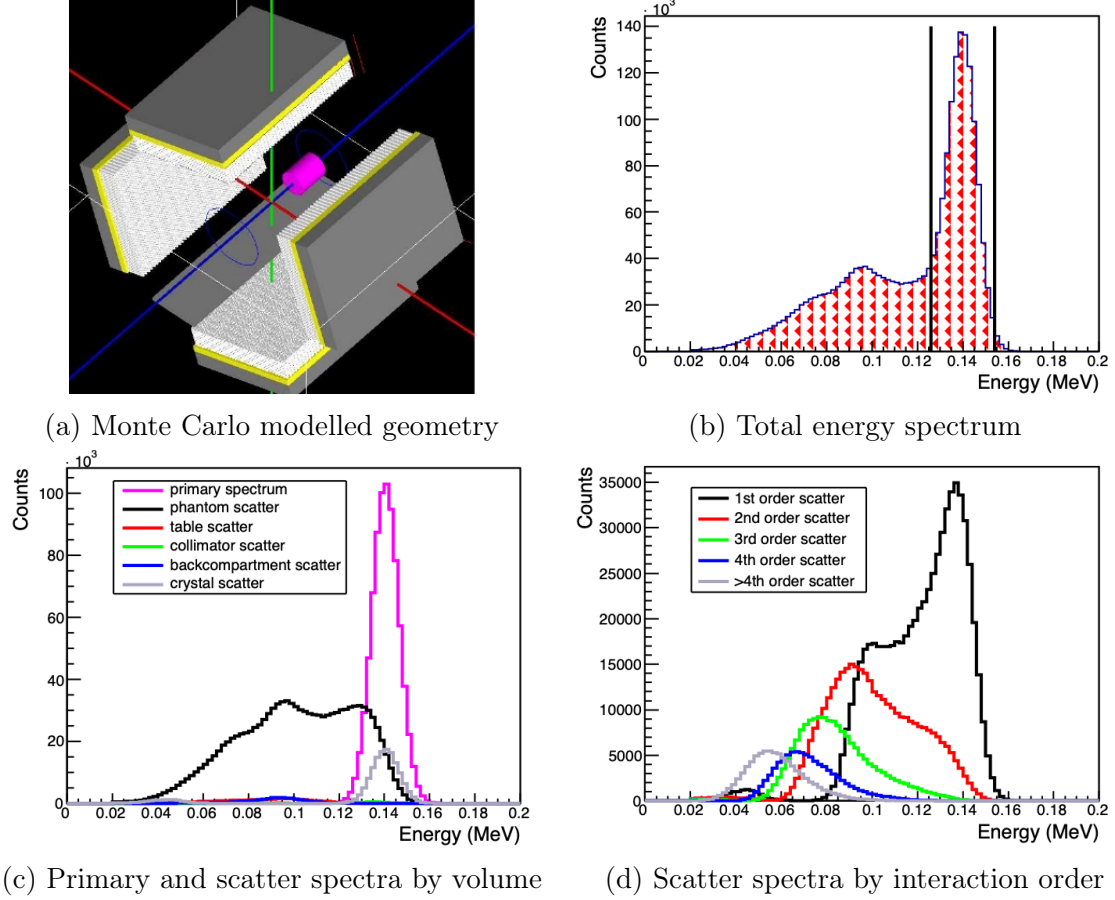 (a) Monte Carlo modelled geometry
×10³
Counts
140
120
100
80
60
40
20
0
0.02 0.04 0.06 0.08 0.1 0.12 0.14 0.16 0.18 0.2
Energy (MeV)
(b) Total energy spectrum
10³
Counts
100
80
60
40
20
0
primary spectrum
phantom scatter
table scatter
collimator scatter
backcompartment scatter
crystal scatter
0 0.02 0.04 0.06 0.08 0.1 0.12 0.14 0.16 0.18 0.2
Energy (MeV)
(c) Primary and scatter spectra by volume
Counts
35000
30000
25000
20000
15000
10000
5000
0
1st order scatter
2nd order scatter
3rd order scatter
4th order scatter
>4th order scatter
0 0.02 0.04 0.06 0.08 0.1 0.12 0.14 0.16 0.18 0.2
Energy (MeV)
(d) Scatter spectra by interaction order